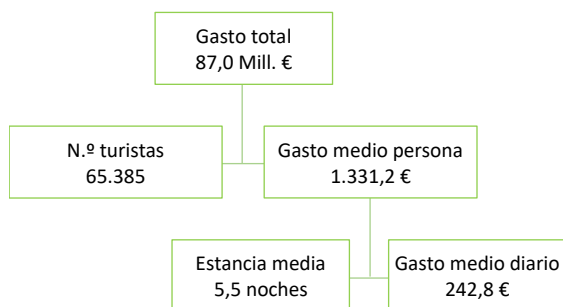 Gasto total
87,0 Mill. €
N.º turistas
65.385
Gasto medio persona
1.331,2 €
Estancia media
5,5 noches
Gasto medio diario
242,8 €